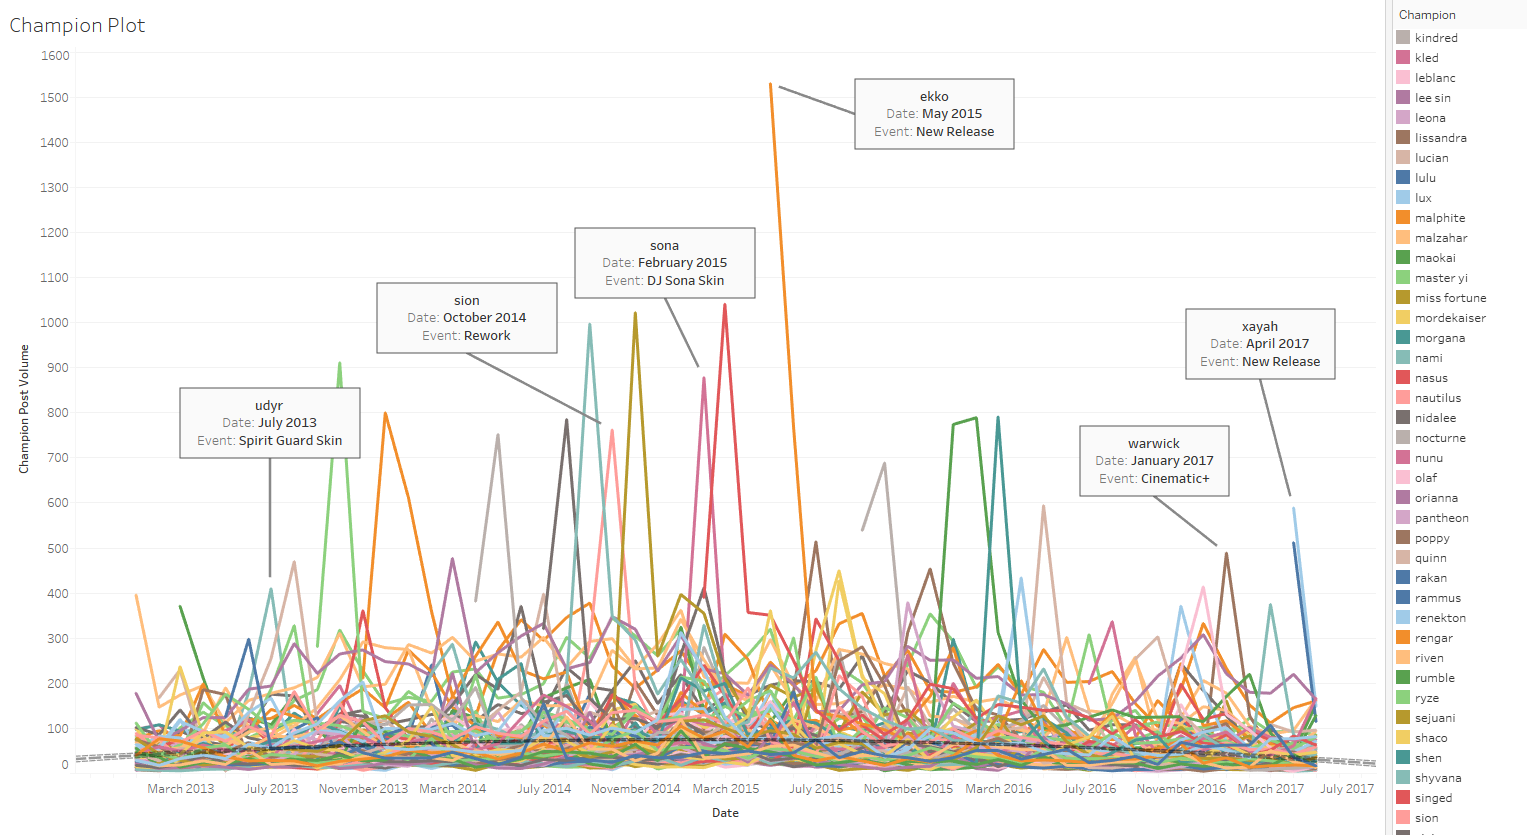 Champion Plot
Champion
1600
1500
1400
1300
1200
1100
1000
900
800
700
600
500
400
300
200
100
0
Champion Post Volume
ekko
Date: May 2015
Event: New Release
sona
Date: February 2015
Event: DJ Sona Skin
sion
Date: October 2014
Event: Rework
xayah
Date: April 2017
Event: New Release
udyr
Date: July 2013
Event: Spirit Guard Skin
warwick
Date: January 2017
Event: Cinematic+
March 2013
July 2013
November 2013
March 2014
July 2014
November 2014
March 2015
July 2015
November 2015
March 2016
July 2016
November 2016
March 2017
July 2017
Date
kindred
kled
leblanc
lee sin
leona
lissandra
lucian
lulu
lux
malphite
malzahar
maokai
master yi
miss fortune
mordekaiser
morgana
nami
nasus
nautilus
nidalee
nocturne
nunu
olaf
orianna
pantheon
poppy
quinn
rakan
rammus
renekton
rengar
riven
rumble
ryze
sejuani
shaco
shen
shyvana
singed
sion